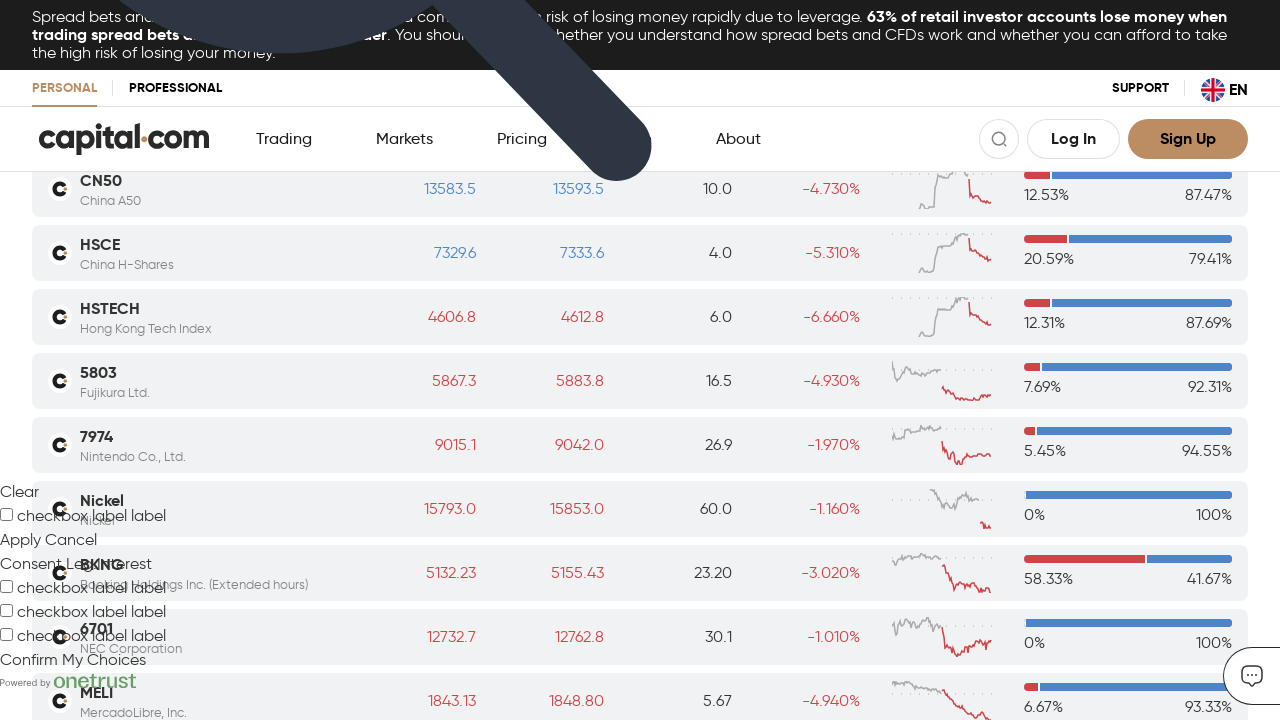 Spread bets and risk of losing money rapidly due to leverage. 63% of retail investor accounts lose money when
trading spread bets . You should hether you understand how spread bets and CFDs work and whether you can afford to take
the high risk of losing your money.
PERSONAL PROFESSIONAL SUPPORT EN
capital.com Trading Markets Pricing About Log In Sign Up
CN50
China A50
13583.5 13593.5 10.0 -4.730% 12.53% 87.47%
HSCE
China H-Shares
7329.6 7333.6 4.0 -5.310% 20.59% 79.41%
HSTECH
Hong Kong Tech Index
4606.8 4612.8 6.0 -6.660% 12.31% 87.69%
5803
Fujikura Ltd.
5867.3 5883.8 16.5 -4.930% 7.69% 92.31%
7974
Nintendo Co., Ltd.
9015.1 9042.0 26.9 -1.970% 5.45% 94.55%
Clear
Nickel
Nickel
15793.0 15853.0 60.0 -1.160% 0% 100%
checkbox label label
Apply Cancel
Consent Leg.Interest
BKNG
Booking Holdings Inc. (Extended hours)
5132.23 5155.43 23.20 -3.020% 58.33% 41.67%
checkbox label label
checkbox label label
6701
checkbox label label
NEC Corporation
12732.7 12762.8 30.1 -1.010% 0% 100%
Confirm My Choices
Powered by onetrust
MELI
MercadoLibre, Inc.
1843.13 1848.80 5.67 -4.940% 6.67% 93.33%